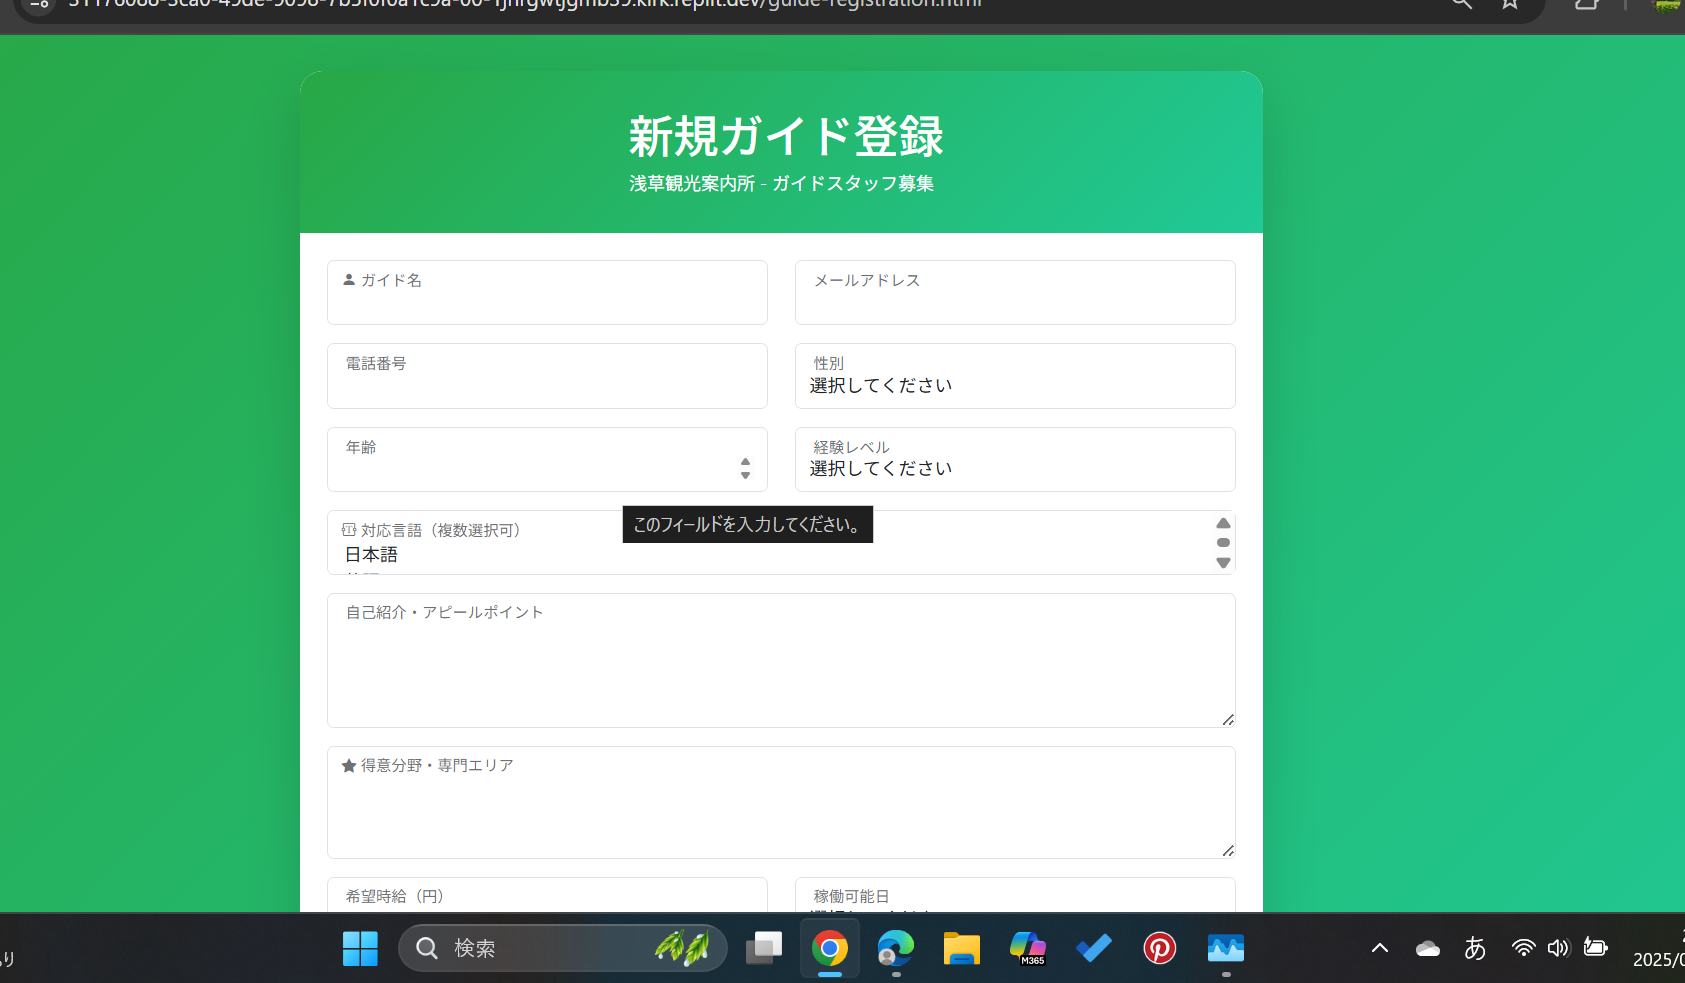 新規ガイド登録
浅草観光案内所 - ガイドスタッフ募集
ガイド名
メールアドレス
電話番号
性別
選択してください
年齢
経験レベル
選択してください
対応言語（複数選択可）
日本語
このフィールドを入力してください。
自己紹介・アピールポイント
得意分野・専門エリア
希望時給（円）
稼働可能日
検索
M365
あ
2025/0